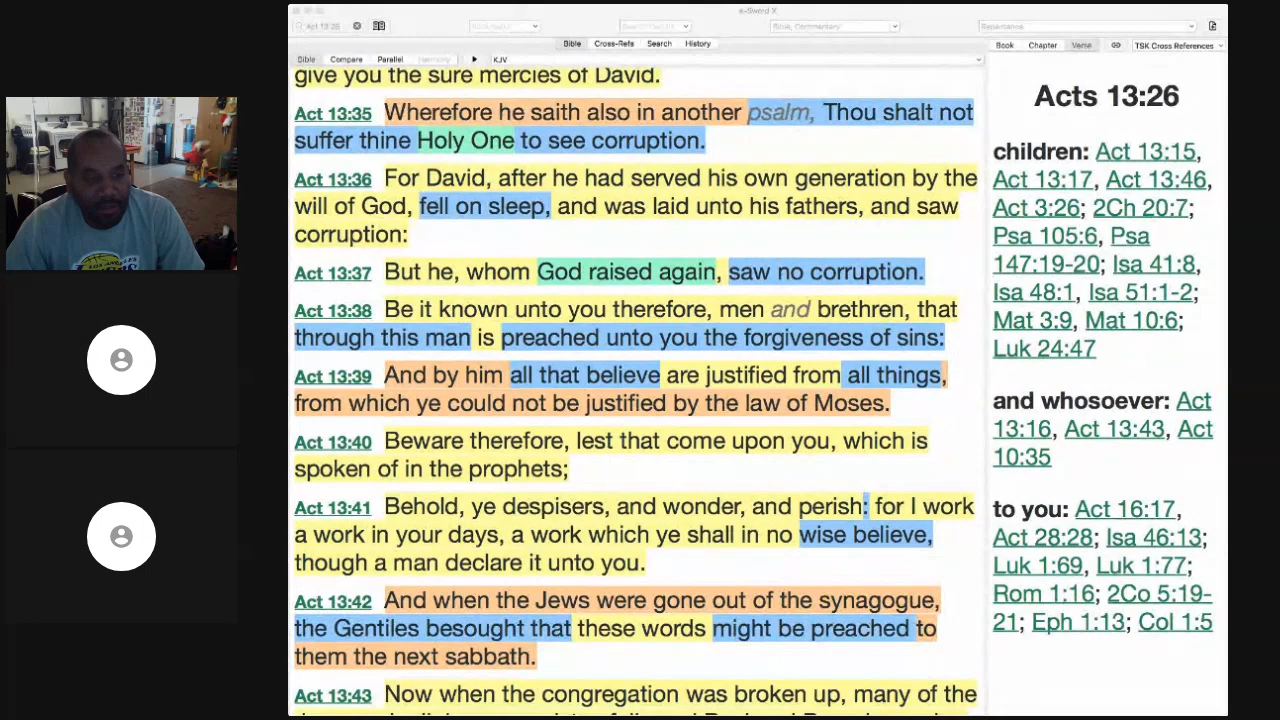 e-Sword X
Act 13:26
Bible, Commentary
Bible Cross-Refs Search History
Bible Compare Parallel Harmony KJV
Book Chapter Verse TSK Cross References
give you the sure mercies of David.
Act 13:35 Wherefore he saith also in another psalm, Thou shalt not
suffer thine Holy One to see corruption.
Act 13:36 For David, after he had served his own generation by the
will of God, fell on sleep, and was laid unto his fathers, and saw
corruption:
Act 13:37 But he, whom God raised again, saw no corruption.
Act 13:38 Be it known unto you therefore, men and brethren, that
through this man is preached unto you the forgiveness of sins:
Act 13:39 And by him all that believe are justified from all things,
from which ye could not be justified by the law of Moses.
Act 13:40 Beware therefore, lest that come upon you, which is
spoken of in the prophets;
Act 13:41 Behold, ye despisers, and wonder, and perish: for I work
a work in your days, a work which ye shall in no wise believe,
though a man declare it unto you.
Act 13:42 And when the Jews were gone out of the synagogue,
the Gentiles besought that these words might be preached to
them the next sabbath.
Act 13:43 Now when the congregation was broken up, many of the
Acts 13:26
children: Act 13:15,
Act 13:17, Act 13:46,
Act 3:26; 2Ch 20:7;
Psa 105:6, Psa
147:19-20; Isa 41:8,
Isa 48:1, Isa 51:1-2;
Mat 3:9, Mat 10:6;
Luk 24:47
and whosoever: Act
13:16, Act 13:43, Act
10:35
to you: Act 16:17,
Act 28:28; Isa 46:13;
Luk 1:69, Luk 1:77;
Rom 1:16; 2Co 5:19-
21; Eph 1:13; Col 1:5